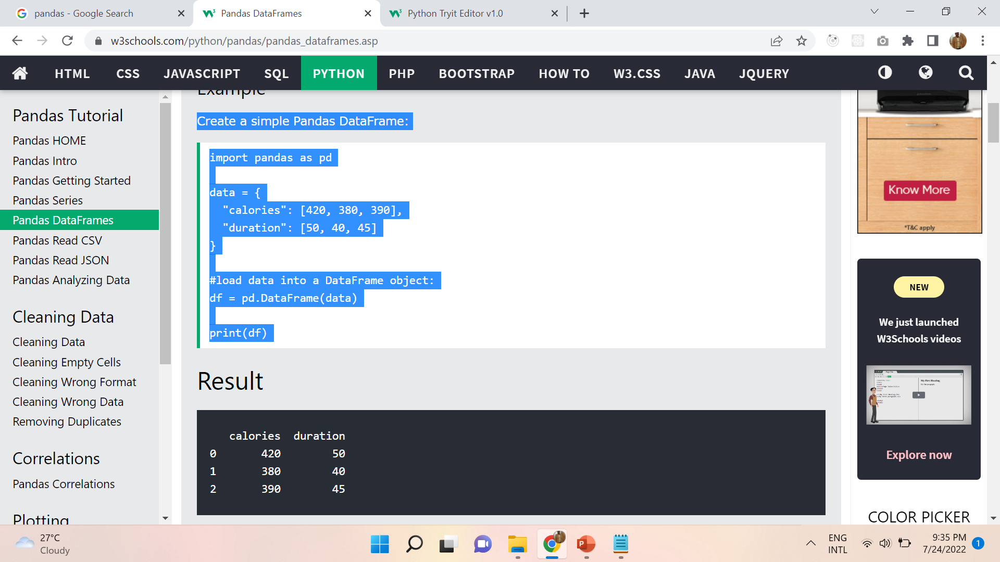 pandas - Google Search
Pandas DataFrames
Python Tryit Editor v1.0
w3schools.com/python/pandas/pandas_dataframes.asp
HTML CSS JAVASCRIPT SQL PYTHON PHP BOOTSTRAP HOW TO W3.CSS JAVA JQUERY
Pandas Tutorial
Pandas HOME
Pandas Intro
Pandas Getting Started
Pandas Series
Pandas DataFrames
Pandas Read CSV
Pandas Read JSON
Pandas Analyzing Data
Cleaning Data
Cleaning Data
Cleaning Empty Cells
Cleaning Wrong Format
Cleaning Wrong Data
Removing Duplicates
Correlations
Pandas Correlations
Plotting
Example
Create a simple Pandas DataFrame:
import pandas as pd
data = {
  "calories": [420, 380, 390],
  "duration": [50, 40, 45]
}
#load data into a DataFrame object:
df = pd.DataFrame(data)
print(df)
Result
   calories  duration
0       420        50
1       380        40
2       390        45
Know More
*T&C apply
NEW
We just launched
W3Schools videos
My First Heading
Explore now
COLOR PICKER
27°C
Cloudy
ENG
INTL
9:35 PM
7/24/2022
1